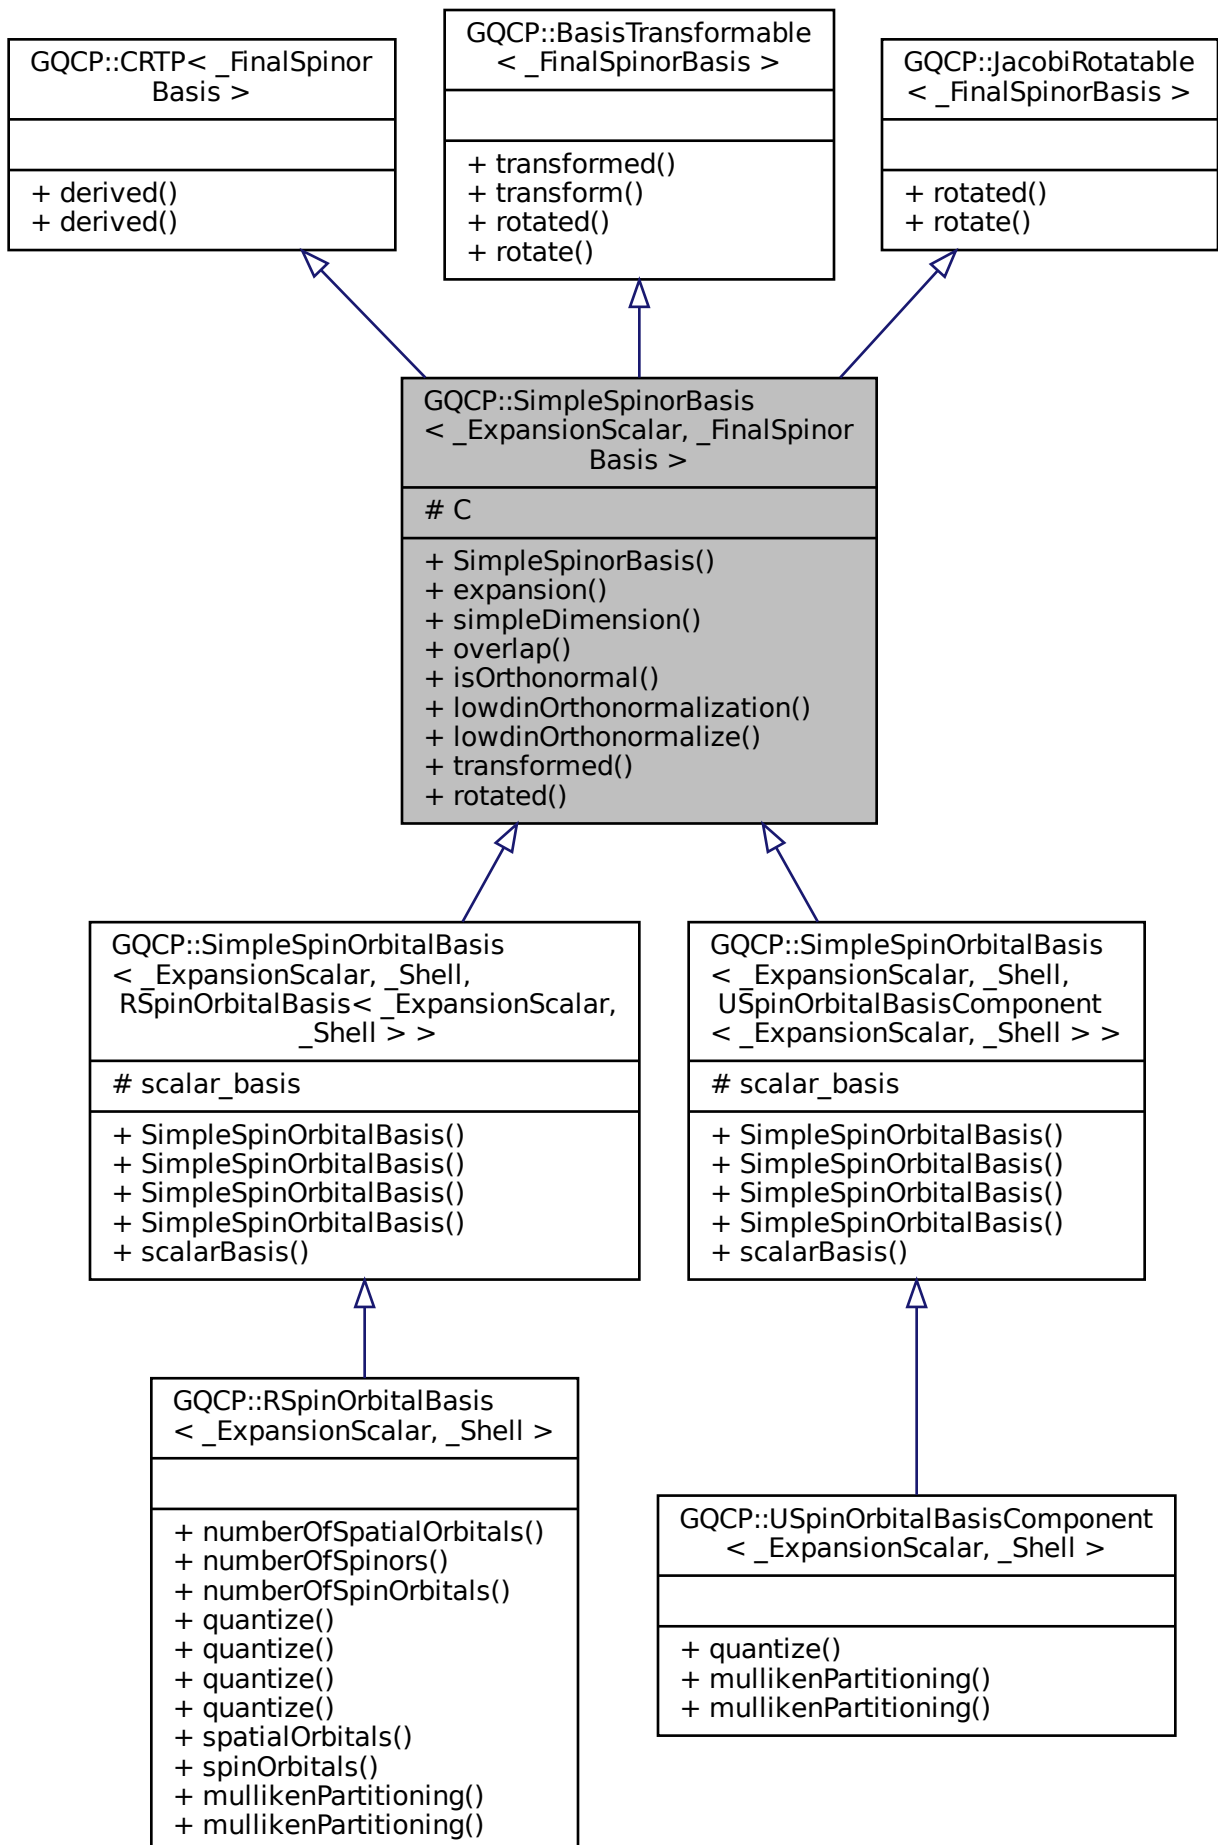 GQCP::CRTP< _FinalSpinor
Basis >
+ derived()
+ derived()
GQCP::BasisTransformable
< _FinalSpinorBasis >
+ transformed()
+ transform()
+ rotated()
+ rotate()
GQCP::JacobiRotatable
< _FinalSpinorBasis >
+ rotated()
+ rotate()
GQCP::SimpleSpinorBasis
< _ExpansionScalar, _FinalSpinor
Basis >
# C
+ SimpleSpinorBasis()
+ expansion()
+ simpleDimension()
+ overlap()
+ isOrthonormal()
+ lowdinOrthonormalization()
+ lowdinOrthonormalize()
+ transformed()
+ rotated()
GQCP::SimpleSpinOrbitalBasis
< _ExpansionScalar, _Shell,
RSpinOrbitalBasis< _ExpansionScalar,
_Shell > >
# scalar_basis
+ SimpleSpinOrbitalBasis()
+ SimpleSpinOrbitalBasis()
+ SimpleSpinOrbitalBasis()
+ SimpleSpinOrbitalBasis()
+ scalarBasis()
GQCP::SimpleSpinOrbitalBasis
< _ExpansionScalar, _Shell,
USpinOrbitalBasisComponent
< _ExpansionScalar, _Shell > >
# scalar_basis
+ SimpleSpinOrbitalBasis()
+ SimpleSpinOrbitalBasis()
+ SimpleSpinOrbitalBasis()
+ SimpleSpinOrbitalBasis()
+ scalarBasis()
GQCP::RSpinOrbitalBasis
< _ExpansionScalar, _Shell >
+ numberOfSpatialOrbitals()
+ numberOfSpinors()
+ numberOfSpinOrbitals()
+ quantize()
+ quantize()
+ quantize()
+ quantize()
+ spatialOrbitals()
+ spinOrbitals()
+ mullikenPartitioning()
+ mullikenPartitioning()
GQCP::USpinOrbitalBasisComponent
< _ExpansionScalar, _Shell >
+ quantize()
+ mullikenPartitioning()
+ mullikenPartitioning()